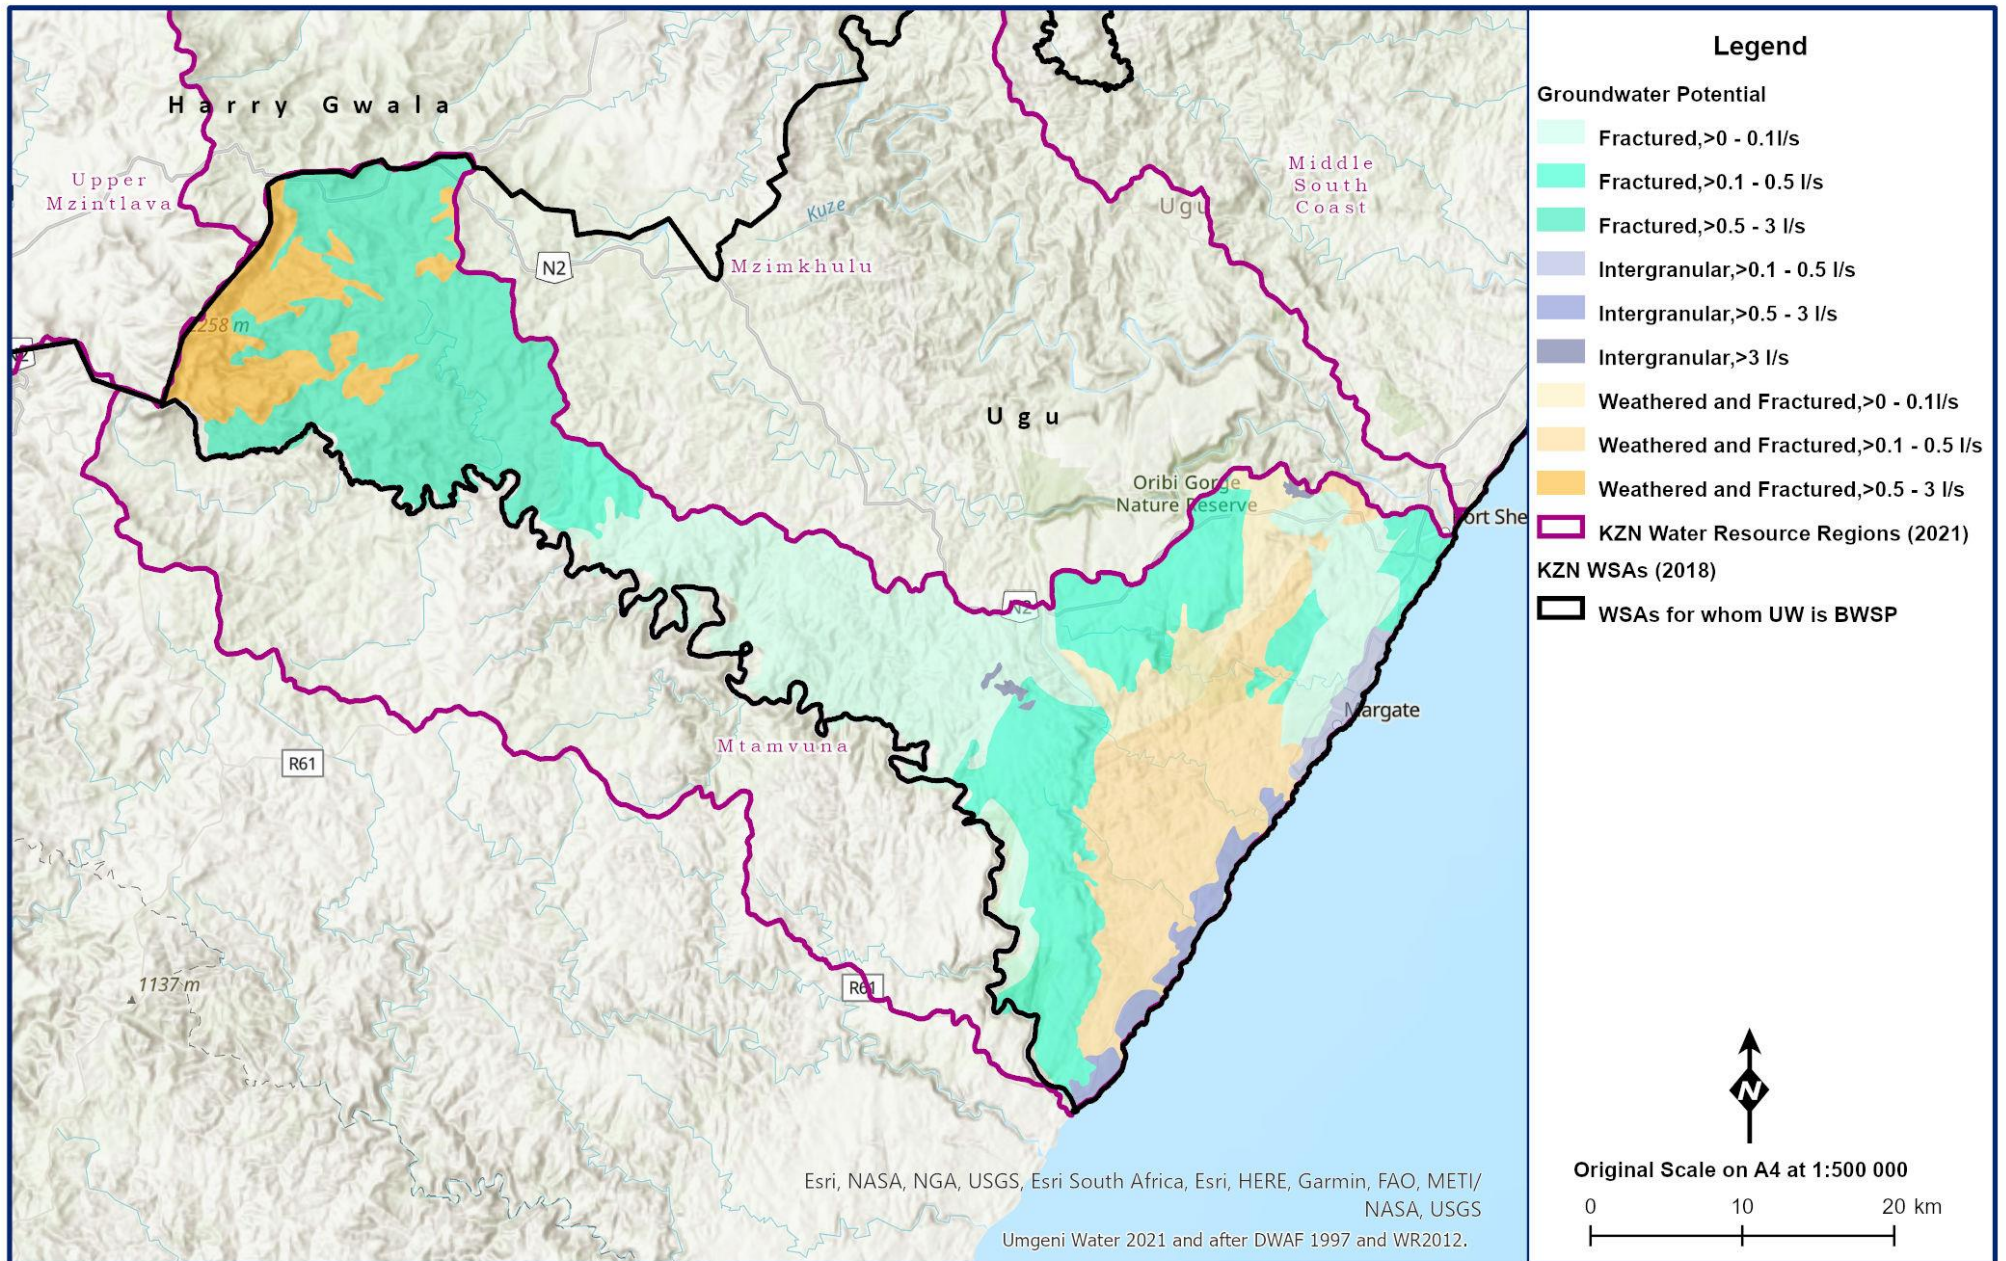 Harry Gwala
Upper
Mzintlava
Middle
South
Coast
Ugu
Kuze
N2
Mzimkhulu
2258 m
Ugu
Oribi Gorge
Nature Reserve
ort She
N2
Margate
Mtamvuna
R61
1137 m
R61
Esri, NASA, NGA, USGS, Esri South Africa, Esri, HERE, Garmin, FAO, METI/
NASA, USGS
Umgeni Water 2021 and after DWAF 1997 and WR2012.
Legend
Groundwater Potential
Fractured,>0 - 0.1l/s
Fractured,>0.1 - 0.5 l/s
Fractured,>0.5 - 3 l/s
Intergranular,>0.1 - 0.5 l/s
Intergranular,>0.5 - 3 l/s
Intergranular,>3 l/s
Weathered and Fractured,>0 - 0.1l/s
Weathered and Fractured,>0.1 - 0.5 l/s
Weathered and Fractured,>0.5 - 3 l/s
KZN Water Resource Regions (2021)
KZN WSAs (2018)
WSAs for whom UW is BWSP
N
Original Scale on A4 at 1:500 000
0 10 20 km